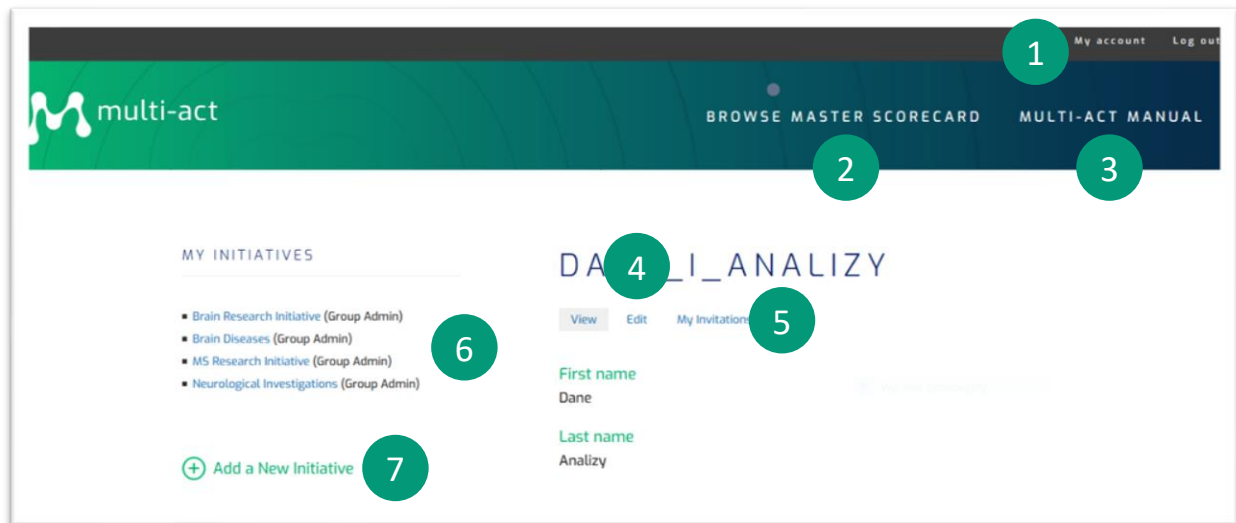 1 My account Log out
multi-act
BROWSE MASTER SCORECARD MULTI-ACT MANUAL
2 3
MY INITIATIVES
DA 4 _I_ANALIZY
View Edit My Invitations 5
Brain Research Initiative (Group Admin)
Brain Diseases (Group Admin)
6
MS Research Initiative (Group Admin)
Neurological Investigations (Group Admin)
First name
Dane
Last name
Analizy
Add a New Initiative 7